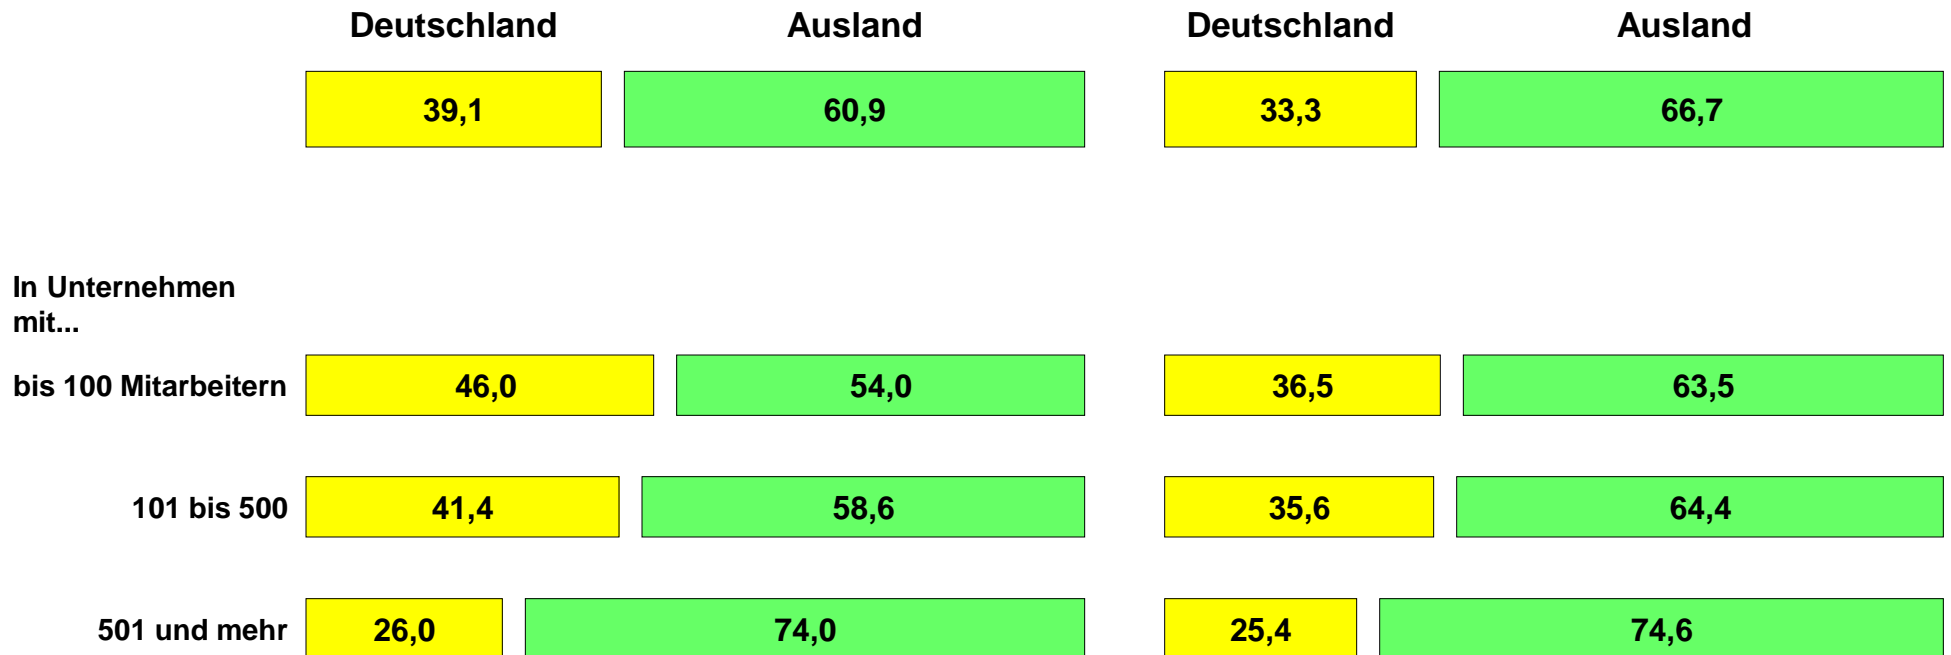 Deutschland Ausland Deutschland Ausland
39,1 60,9 33,3 66,7
In Unternehmen
mit...
bis 100 Mitarbeitern 46,0 54,0 36,5 63,5
101 bis 500 41,4 58,6 35,6 64,4
501 und mehr 26,0 74,0 25,4 74,6